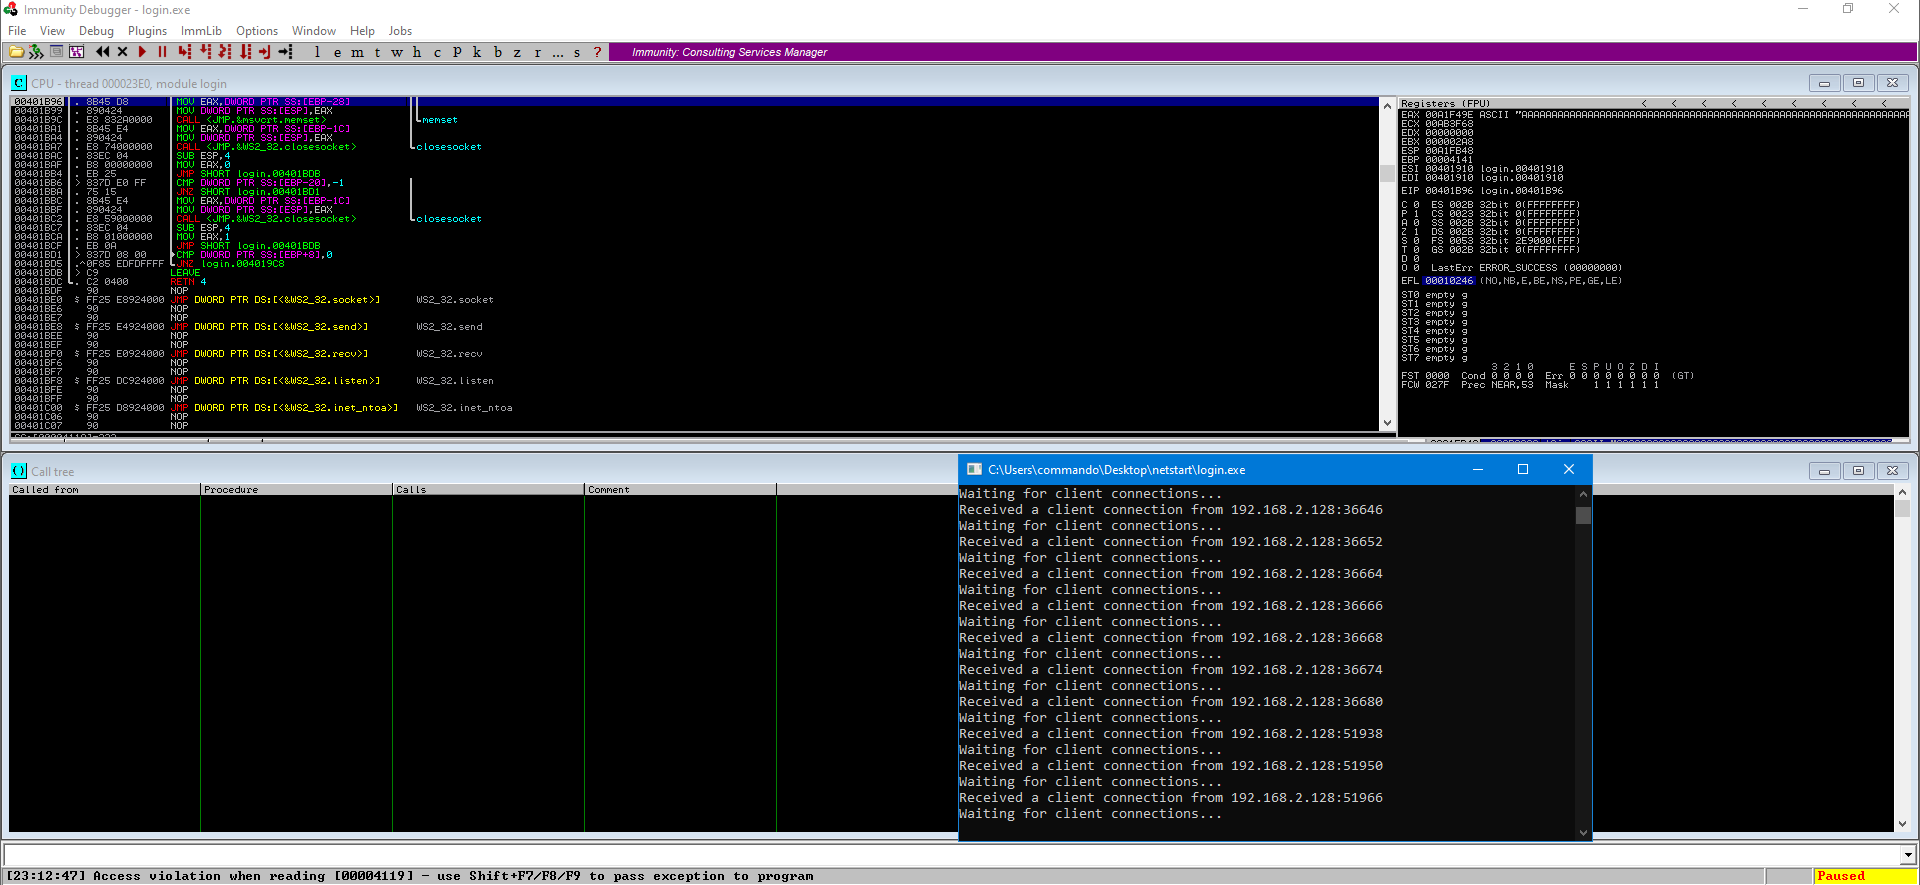 Immunity Debugger - login.exe
File View Debug Plugins ImmLib Options Window Help Jobs
l e m t w h c p k b z r ... s ?
Immunity: Consulting Services Manager
CPU - thread 000023E0, module login
00401B96 . 8B45 D8 MOV EAX,DWORD PTR SS:[EBP-28]
00401B99 . 890424 MOV DWORD PTR SS:[ESP],EAX
00401B9C . E8 832A0000 CALL <JMP.&msvcrt.memset> memset
00401BA1 . 8B45 E4 MOV EAX,DWORD PTR SS:[EBP-1C]
00401BA4 . 890424 MOV DWORD PTR SS:[ESP],EAX
00401BA7 . E8 74000000 CALL <JMP.&WS2_32.closesocket> closesocket
00401BAC . 83EC 04 SUB ESP,4
00401BAF . B8 00000000 MOV EAX,0
00401BB4 . EB 25 JMP SHORT login.00401BDB
00401BB6 > 837D E0 FF CMP DWORD PTR SS:[EBP-20],-1
00401BBA . 75 15 JNZ SHORT login.00401BD1
00401BBC . 8B45 E4 MOV EAX,DWORD PTR SS:[EBP-1C]
00401BBF . 890424 MOV DWORD PTR SS:[ESP],EAX
00401BC2 . E8 59000000 CALL <JMP.&WS2_32.closesocket> closesocket
00401BC7 . 83EC 04 SUB ESP,4
00401BCA . B8 01000000 MOV EAX,1
00401BCF . EB 0A JMP SHORT login.00401BDB
00401BD1 > 837D 08 00 CMP DWORD PTR SS:[EBP+8],0
00401BD5 .^0F85 EDFDFFFF JNZ login.004019C8
00401BDB > C9 LEAVE
00401BDC . C2 0400 RETN 4
00401BDF 90 NOP
00401BE0 $ FF25 E8924000 JMP DWORD PTR DS:[<&WS2_32.socket>] WS2_32.socket
00401BE6 90 NOP
00401BE7 90 NOP
00401BE8 $ FF25 E4924000 JMP DWORD PTR DS:[<&WS2_32.send>] WS2_32.send
00401BEE 90 NOP
00401BEF 90 NOP
00401BF0 $ FF25 E0924000 JMP DWORD PTR DS:[<&WS2_32.recv>] WS2_32.recv
00401BF6 90 NOP
00401BF7 90 NOP
00401BF8 $ FF25 DC924000 JMP DWORD PTR DS:[<&WS2_32.listen>] WS2_32.listen
00401BFE 90 NOP
00401BFF 90 NOP
00401C00 $ FF25 D8924000 JMP DWORD PTR DS:[<&WS2_32.inet_ntoa>] WS2_32.inet_ntoa
00401C06 90 NOP
00401C07 90 NOP
Registers (FPU) < < < < < < < < <
EAX 00A1F49E ASCII
ECX 00AB3F68
EDX 00000000
EBX 000002A8
ESP 00A1FB48
EBP 00004141
ESI 00401910 login.00401910
EDI 00401910 login.00401910
EIP 00401B96 login.00401B96
C 0 ES 002B 32bit 0(FFFFFFFF)
P 1 CS 0023 32bit 0(FFFFFFFF)
A 0 SS 002B 32bit 0(FFFFFFFF)
Z 1 DS 002B 32bit 0(FFFFFFFF)
S 0 FS 0053 32bit 2E9000(FFF)
T 0 GS 002B 32bit 0(FFFFFFFF)
D 0
O 0 LastErr ERROR_SUCCESS (00000000)
EFL 00010246 (NO,NB,E,BE,NS,PE,GE,LE)
ST0 empty g
ST1 empty g
ST2 empty g
ST3 empty g
ST4 empty g
ST5 empty g
ST6 empty g
ST7 empty g
3 2 1 0 E S P U O Z D I
FST 0000 Cond 0 0 0 0 Err 0 0 0 0 0 0 0 0 (GT)
FCW 027F Prec NEAR,53 Mask 1 1 1 1 1 1
Call tree
Called from Procedure Calls Comment
C:\Users\commando\Desktop\netstart\login.exe
Waiting for client connections...
Received a client connection from 192.168.2.128:36646
Waiting for client connections...
Received a client connection from 192.168.2.128:36652
Waiting for client connections...
Received a client connection from 192.168.2.128:36664
Waiting for client connections...
Received a client connection from 192.168.2.128:36666
Waiting for client connections...
Received a client connection from 192.168.2.128:36668
Waiting for client connections...
Received a client connection from 192.168.2.128:36674
Waiting for client connections...
Received a client connection from 192.168.2.128:36680
Waiting for client connections...
Received a client connection from 192.168.2.128:51938
Waiting for client connections...
Received a client connection from 192.168.2.128:51950
Waiting for client connections...
Received a client connection from 192.168.2.128:51966
Waiting for client connections...
[23:12:47] Access violation when reading [00004119] - use Shift+F7/F8/F9 to pass exception to program
Paused